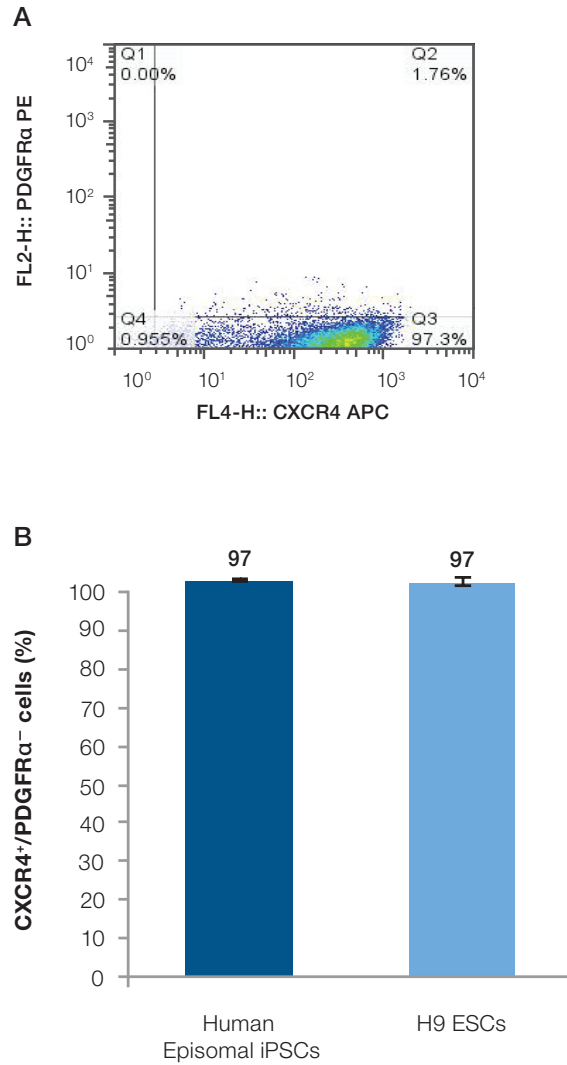 A
FL2-H:: PDGFRα PE
10⁴
10³
10²
10¹
10⁰
Q1
0.00%
Q2
1.76%
Q4
0.955%
Q3
97.3%
10⁰ 10¹ 10² 10³ 10⁴
FL4-H:: CXCR4 APC
B
CXCR4⁺/PDGFRα⁻ cells (%)
100
90
80
70
60
50
40
30
20
10
0
97
97
Human
Episomal iPSCs
H9 ESCs